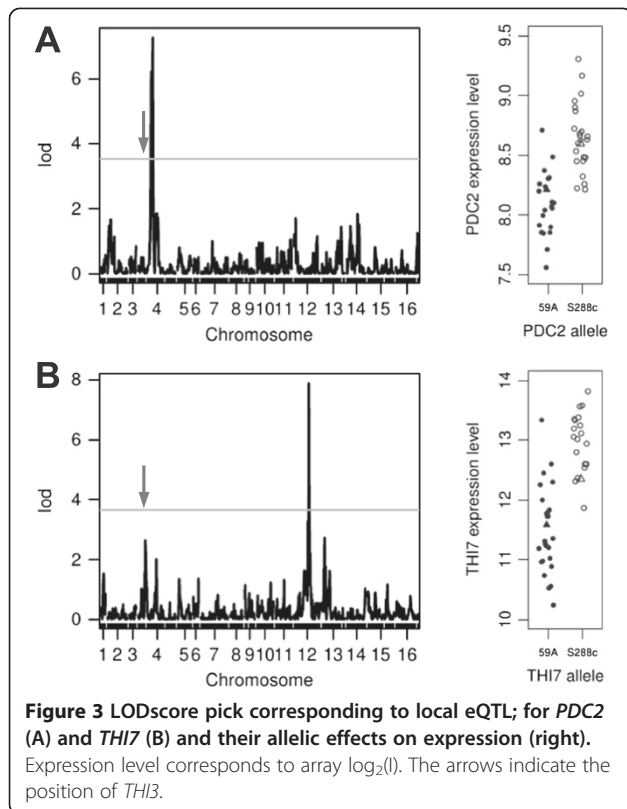 A
lod
6
4
2
0
1 2 3 4 5 6 7 8 9 10 11 12 13 14 16
Chromosome
PDC2 expression level
9.5
9.0
8.5
8.0
7.5
59A S288c
PDC2 allele
B
lod
8
6
4
2
0
1 2 3 4 5 6 7 8 9 10 11 12 13 14 16
Chromosome
THI7 expression level
14
13
12
11
10
59A S288c
THI7 allele
Figure 3 LODscore pick corresponding to local eQTL; for PDC2
(A) and THI7 (B) and their allelic effects on expression (right).
Expression level corresponds to array log₂(I). The arrows indicate the
position of THI3.